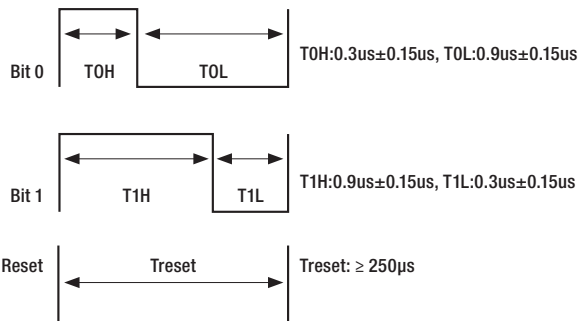 Bit 0
T0H
T0L
T0H:0.3us±0.15us, T0L:0.9us±0.15us
Bit 1
T1H
T1L
T1H:0.9us±0.15us, T1L:0.3us±0.15us
Reset
Treset
Treset: ≥ 250μs